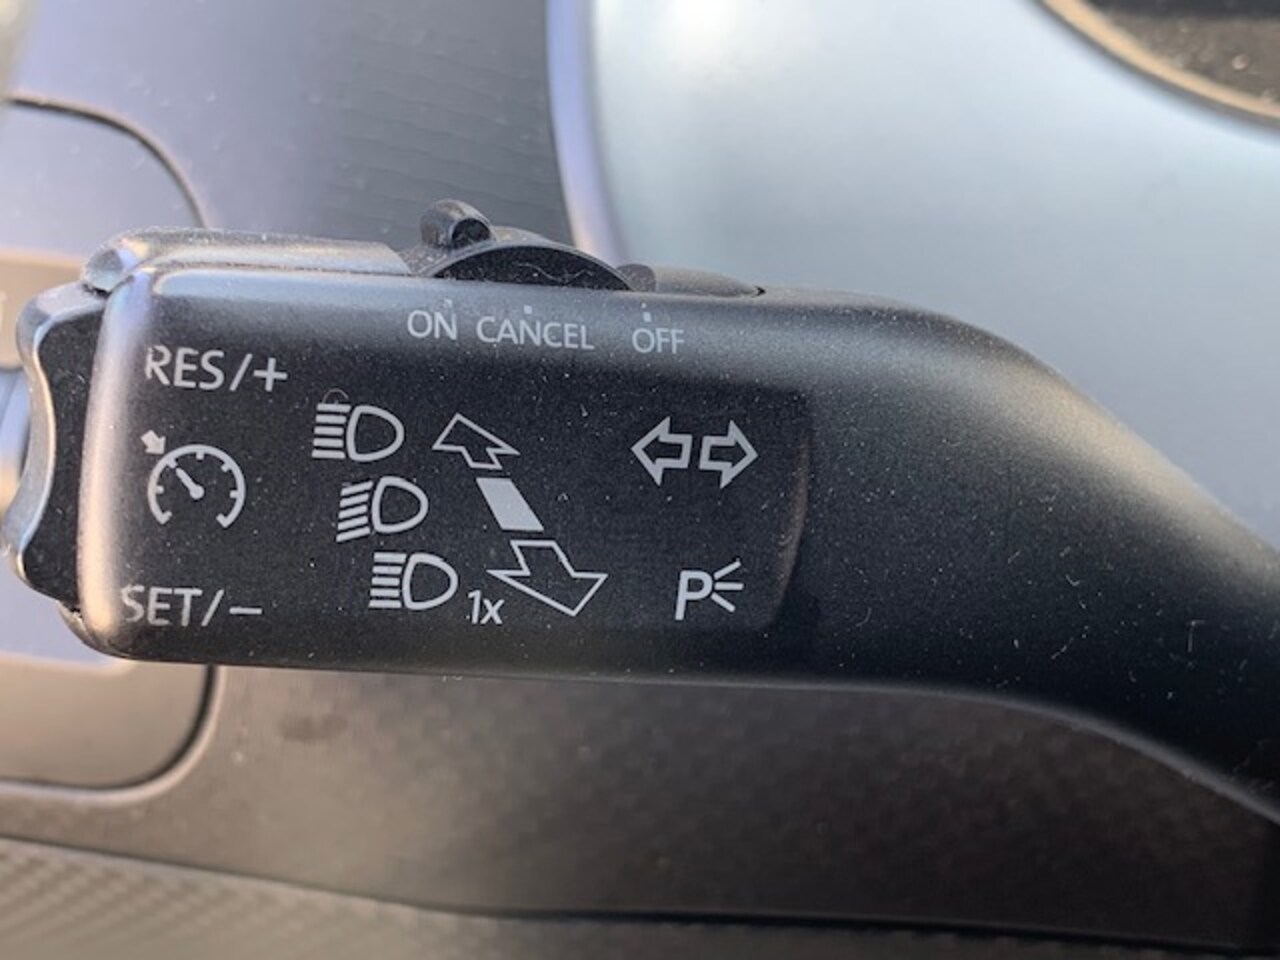 ON CANCEL OFF
RES/+
1x
SET/−
P